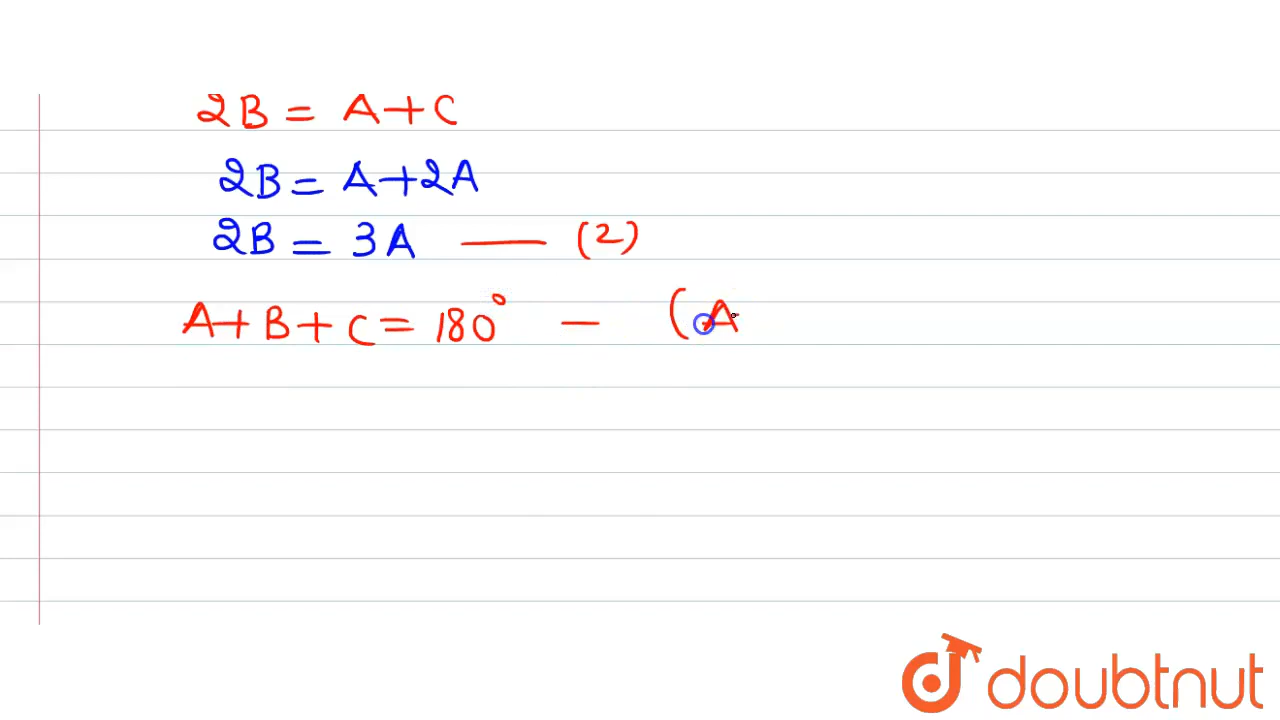 2B = A+C
2B = A+2A
2B = 3A — (2)
A+B+C = 180° — (A
doubtnut